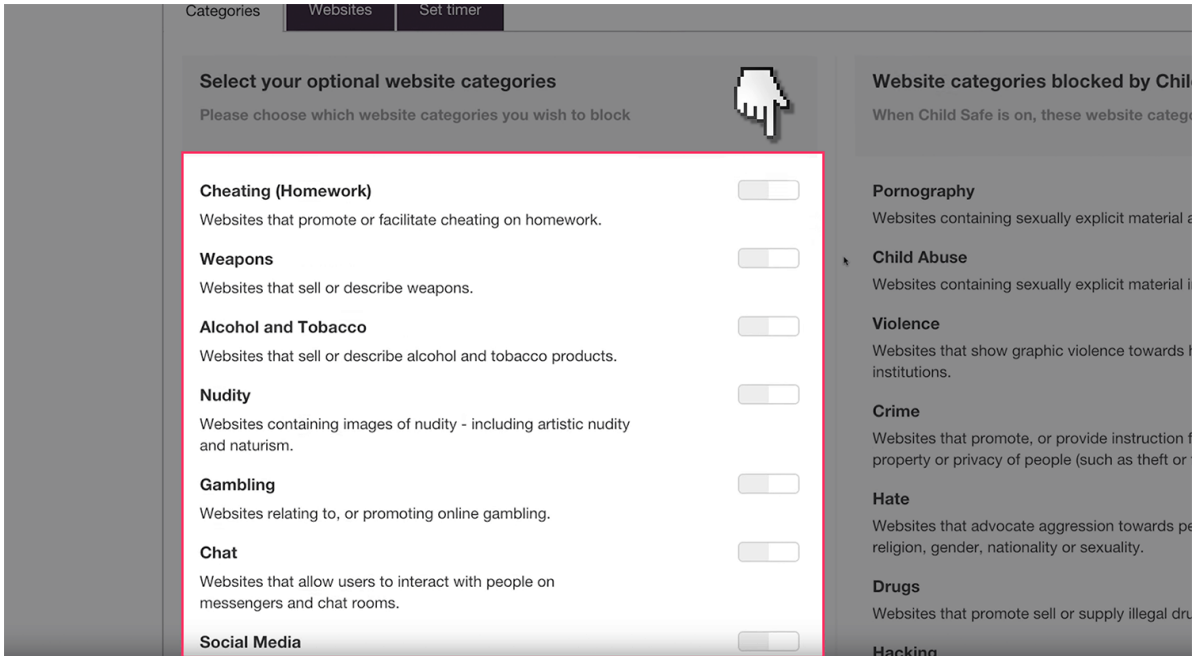 Categories
Websites
Set timer
Select your optional website categories
Please choose which website categories you wish to block
Cheating (Homework)
Websites that promote or facilitate cheating on homework.
Weapons
Websites that sell or describe weapons.
Alcohol and Tobacco
Websites that sell or describe alcohol and tobacco products.
Nudity
Websites containing images of nudity - including artistic nudity
and naturism.
Gambling
Websites relating to, or promoting online gambling.
Chat
Websites that allow users to interact with people on
messengers and chat rooms.
Social Media
Website categories blocked by
When Child Safe is on, these website
Pornography
Websites containing sexually explicit material
Child Abuse
Websites containing sexually explicit material
Violence
Websites that show graphic violence towards
institutions.
Crime
Websites that promote, or provide instruction
property or privacy of people (such as theft or
Hate
Websites that advocate aggression towards
religion, gender, nationality or sexuality.
Drugs
Websites that promote sell or supply illegal
Hacking